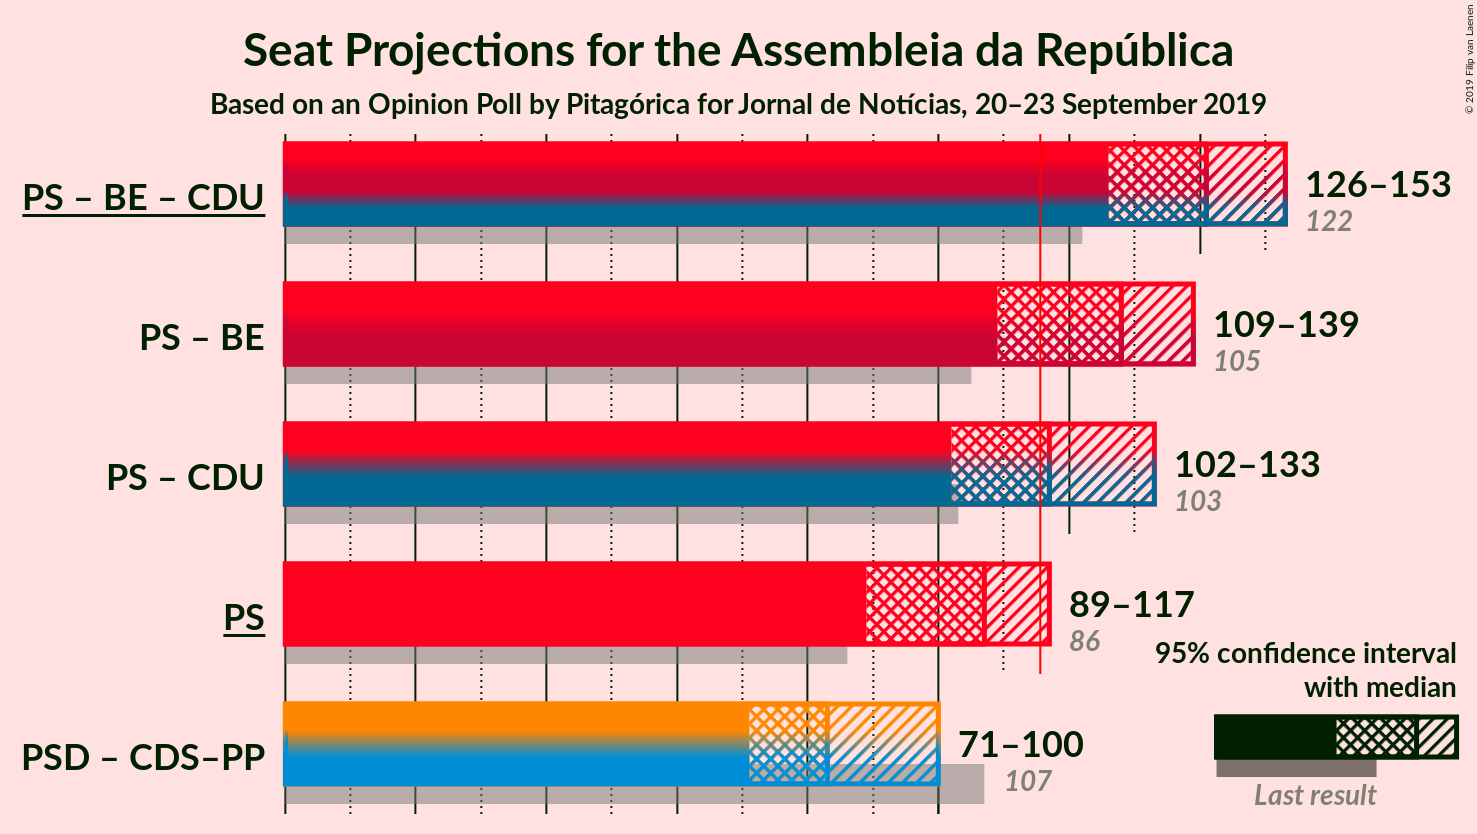 Seat Projections for the Assembleia da República
Based on an Opinion Poll by Pitagórica for Jornal de Notícias, 20–23 September 2019
© 2019 Filip van Laenen
PS – BE – CDU
126–153
122
PS – BE
109–139
105
PS – CDU
102–133
103
PS
89–117
86
PSD – CDS–PP
71–100
107
95% confidence interval
with median
Last result